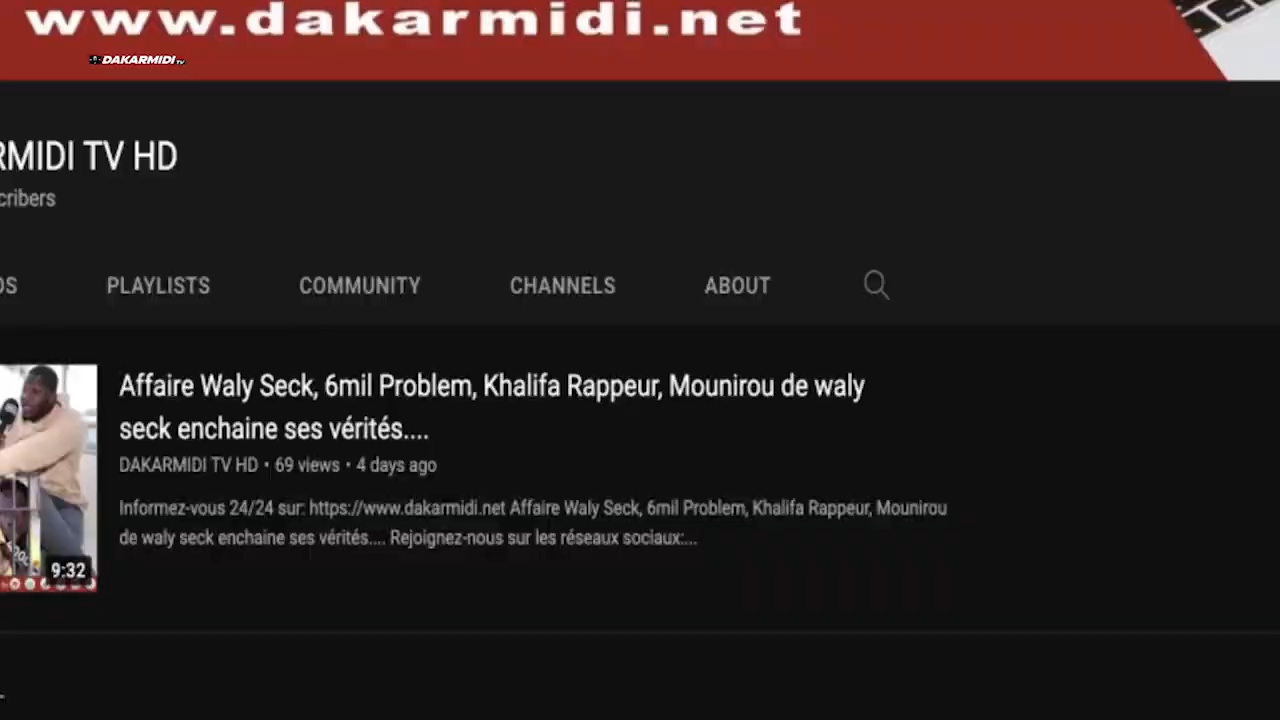 www.dakarmidi.net
DAKARMIDI TV
RMIDI TV HD
cribers
OS PLAYLISTS COMMUNITY CHANNELS ABOUT
Affaire Waly Seck, 6mil Problem, Khalifa Rappeur, Mounirou de waly
seck enchaine ses vérités....
DAKARMIDI TV HD • 69 views • 4 days ago
Informez-vous 24/24 sur: https://www.dakarmidi.net Affaire Waly Seck, 6mil Problem, Khalifa Rappeur, Mounirou
de waly seck enchaine ses vérités.... Rejoignez-nous sur les réseaux sociaux:...
9:32